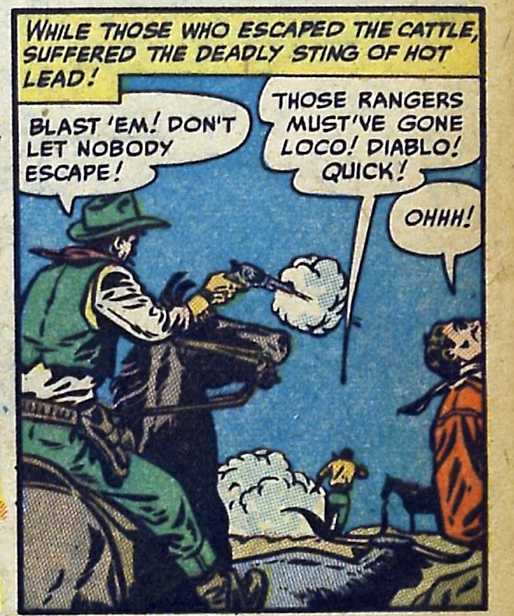 WHILE THOSE WHO ESCAPED THE CATTLE,
SUFFERED THE DEADLY STING OF HOT
LEAD!
BLAST 'EM! DON'T
LET NOBODY
ESCAPE!
THOSE RANGERS
MUST'VE GONE
LOCO! DIABLO!
QUICK!
OHHH!